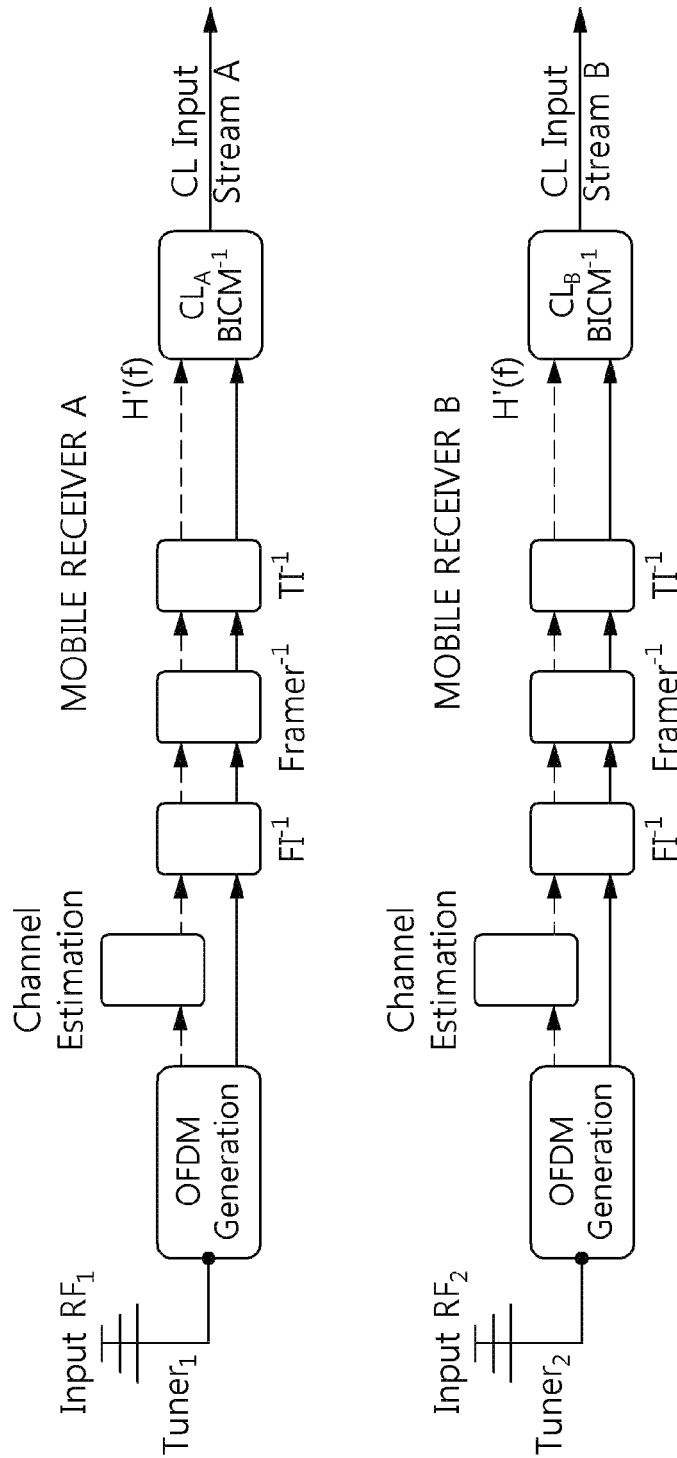 MOBILE RECEIVER A
Input RF₁
Tuner₁
OFDM
Generation
Channel
Estimation
FI⁻¹
Framer⁻¹
TI⁻¹
H'(f)
CL_A
BICM⁻¹
CL Input
Stream A
MOBILE RECEIVER B
Input RF₂
Tuner₂
OFDM
Generation
Channel
Estimation
FI⁻¹
Framer⁻¹
TI⁻¹
H'(f)
CL_B
BICM⁻¹
CL Input
Stream B